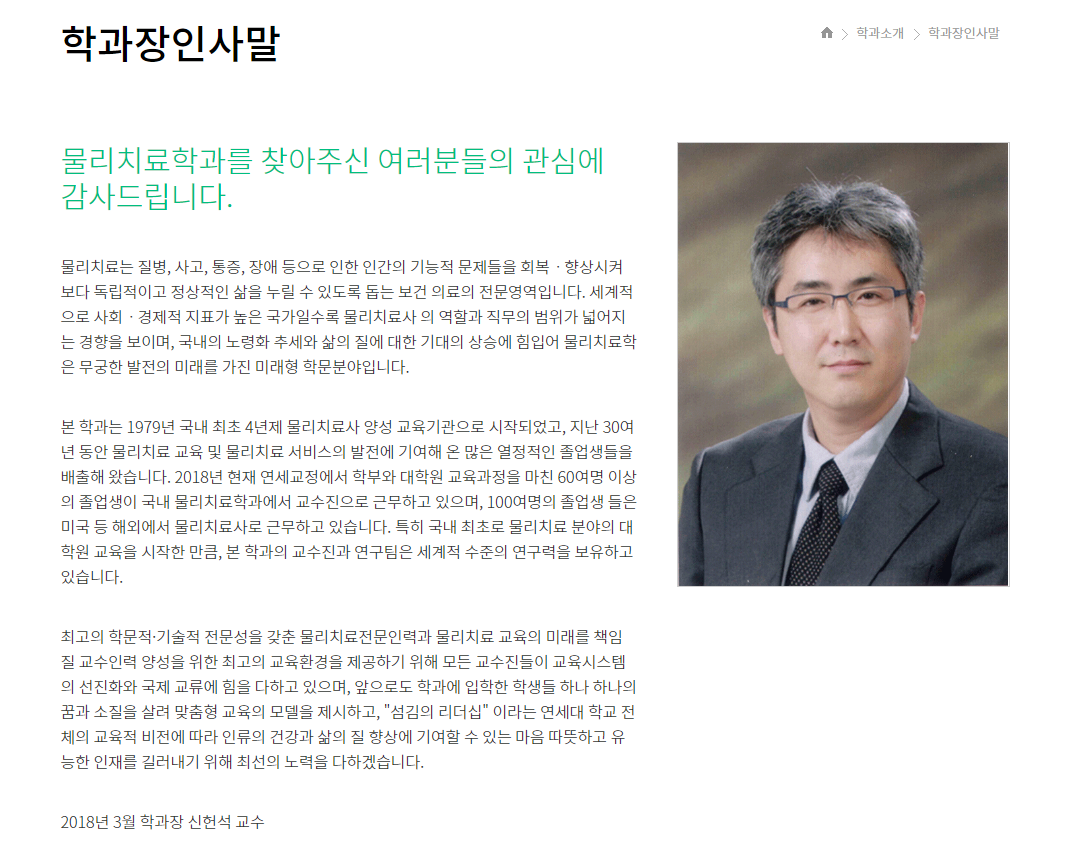 학과장인사말
학과소개
학과장인사말
물리치료학과를 찾아주신 여러분들의 관심에
감사드립니다.
물리치료는 질병, 사고, 통증, 장애 등으로 인한 인간의 기능적 문제들을 회복ㆍ향상시켜
보다 독립적이고 정상적인 삶을 누릴 수 있도록 돕는 보건 의료의 전문영역입니다. 세계적
으로 사회ㆍ경제적 지표가 높은 국가일수록 물리치료사 의 역할과 직무의 범위가 넓어지
는 경향을 보이며, 국내의 노령화 추세와 삶의 질에 대한 기대의 상승에 힘입어 물리치료학
은 무궁한 발전의 미래를 가진 미래형 학문분야입니다.
본 학과는 1979년 국내 최초 4년제 물리치료사 양성 교육기관으로 시작되었고, 지난 30여
년 동안 물리치료 교육 및 물리치료 서비스의 발전에 기여해 온 많은 열정적인 졸업생들을
배출해 왔습니다. 2018년 현재 연세교정에서 학부와 대학원 교육과정을 마친 60여명 이상
의 졸업생이 국내 물리치료학과에서 교수진으로 근무하고 있으며, 100여명의 졸업생 들은
미국 등 해외에서 물리치료사로 근무하고 있습니다. 특히 국내 최초로 물리치료 분야의 대
학원 교육을 시작한 만큼, 본 학과의 교수진과 연구팀은 세계적 수준의 연구력을 보유하고
있습니다.
최고의 학문적·기술적 전문성을 갖춘 물리치료전문인력과 물리치료 교육의 미래를 책임
질 교수인력 양성을 위한 최고의 교육환경을 제공하기 위해 모든 교수진들이 교육시스템
의 선진화와 국제 교류에 힘을 다하고 있으며, 앞으로도 학과에 입학한 학생들 하나 하나의
꿈과 소질을 살려 맞춤형 교육의 모델을 제시하고, "섬김의 리더십" 이라는 연세대 학교 전
체의 교육적 비전에 따라 인류의 건강과 삶의 질 향상에 기여할 수 있는 마음 따뜻하고 유
능한 인재를 길러내기 위해 최선의 노력을 다하겠습니다.
2018년 3월 학과장 신헌석 교수